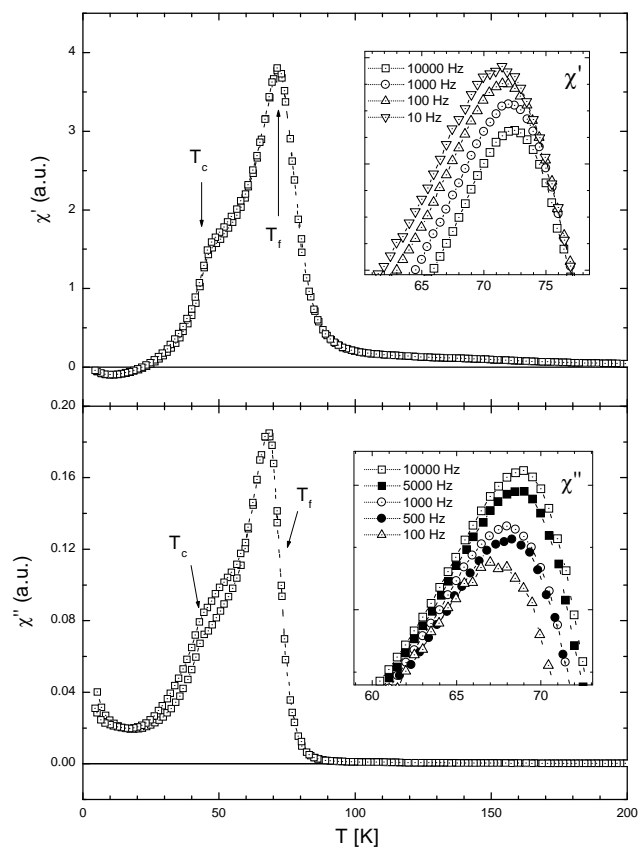 4
3
2
1
0
χ' (a.u.)
T_c
T_f
10000 Hz
1000 Hz
100 Hz
10 Hz
χ'
65 70 75
0.20
0.16
0.12
0.08
0.04
0.00
χ'' (a.u.)
T_c
T_f
10000 Hz
5000 Hz
1000 Hz
500 Hz
100 Hz
χ''
60 65 70
0 50 100 150 200
T [K]